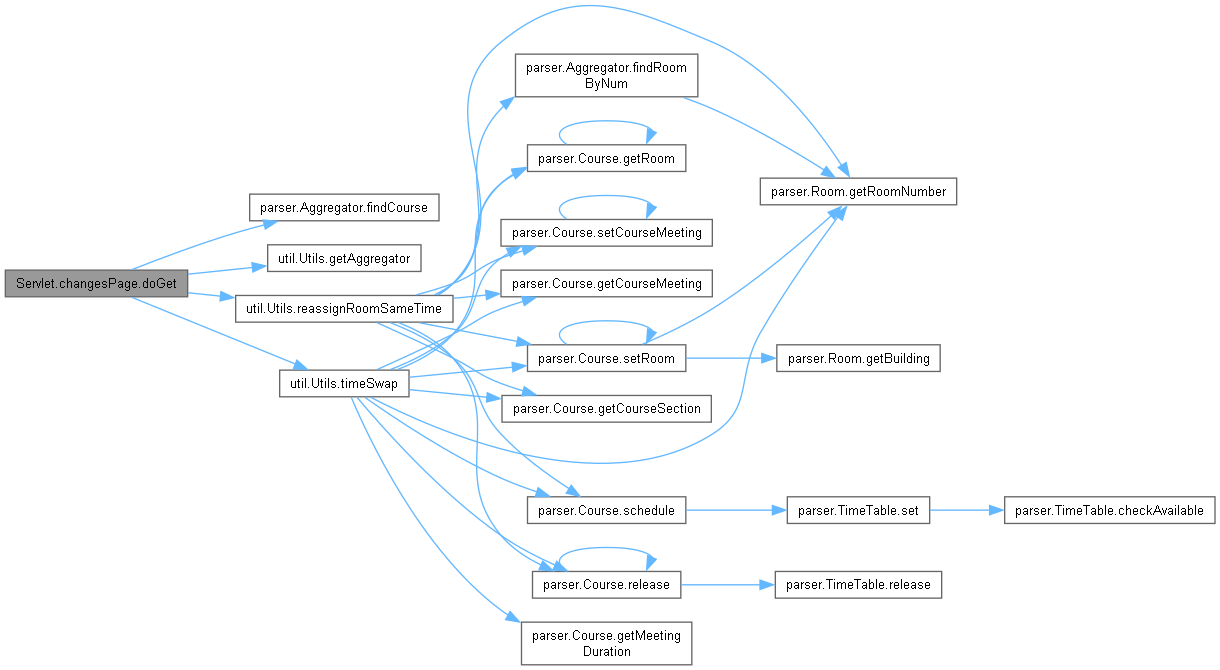 Servlet.changesPage.doGet
parser.Aggregator.findCourse
util.Utils.getAggregator
util.Utils.reassignRoomSameTime
util.Utils.timeSwap
parser.Aggregator.findRoom
ByNum
parser.Course.getRoom
parser.Course.setCourseMeeting
parser.Course.getCourseMeeting
parser.Course.setRoom
parser.Course.getCourseSection
parser.Course.schedule
parser.Course.release
parser.Course.getMeeting
Duration
parser.Room.getRoomNumber
parser.Room.getBuilding
parser.TimeTable.set
parser.TimeTable.release
parser.TimeTable.checkAvailable